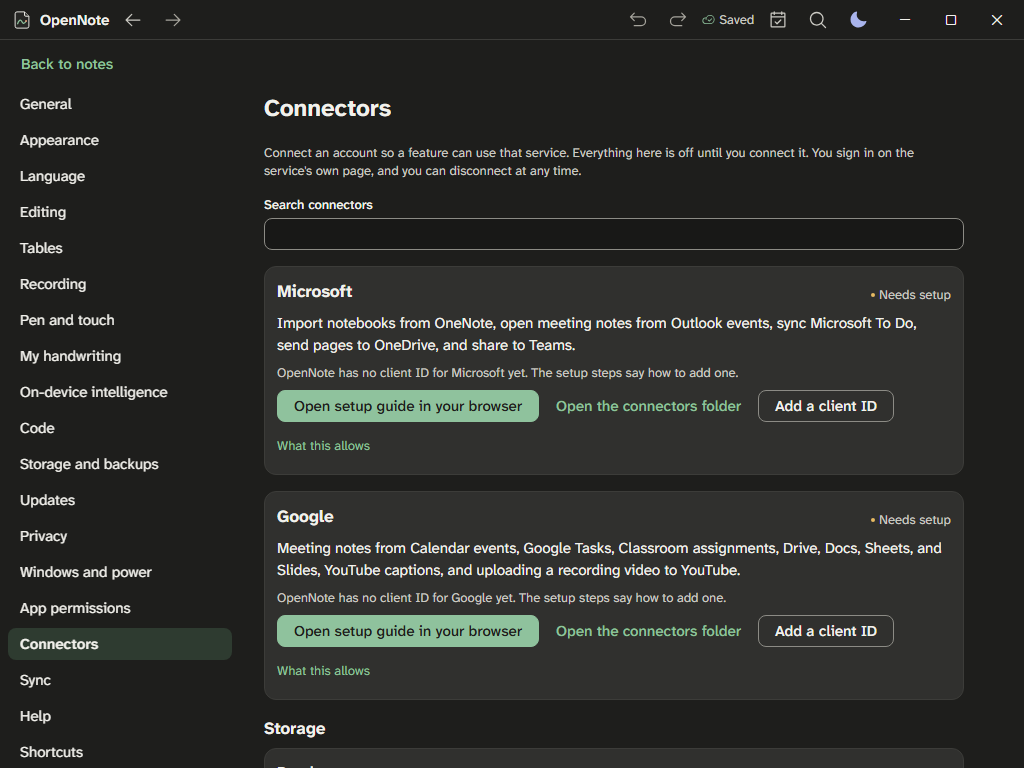 OpenNote
Saved
Back to notes
General
Appearance
Language
Editing
Tables
Recording
Pen and touch
My handwriting
On-device intelligence
Code
Storage and backups
Updates
Privacy
Windows and power
App permissions
Connectors
Sync
Help
Shortcuts
Connectors
Connect an account so a feature can use that service. Everything here is off until you connect it. You sign in on the
service's own page, and you can disconnect at any time.
Search connectors
Microsoft
• Needs setup
Import notebooks from OneNote, open meeting notes from Outlook events, sync Microsoft To Do,
send pages to OneDrive, and share to Teams.
OpenNote has no client ID for Microsoft yet. The setup steps say how to add one.
Open setup guide in your browser
Open the connectors folder
Add a client ID
What this allows
Google
• Needs setup
Meeting notes from Calendar events, Google Tasks, Classroom assignments, Drive, Docs, Sheets, and
Slides, YouTube captions, and uploading a recording video to YouTube.
OpenNote has no client ID for Google yet. The setup steps say how to add one.
Open setup guide in your browser
Open the connectors folder
Add a client ID
What this allows
Storage